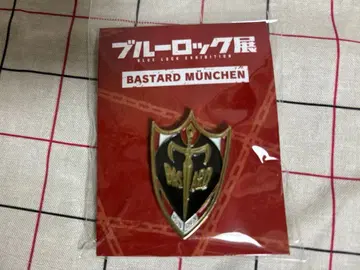 ブルーロック展
BLUE LOCK EXHIBITION
BASTARD MÜNCHEN